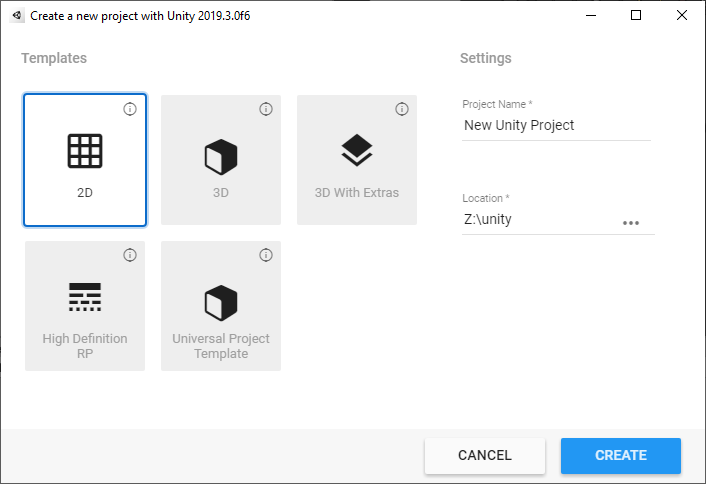 Create a new project with Unity 2019.3.0f6
Templates
Settings
2D
3D
3D With Extras
High Definition
RP
Universal Project
Template
Project Name *
New Unity Project
Location *
Z:\unity
CANCEL
CREATE